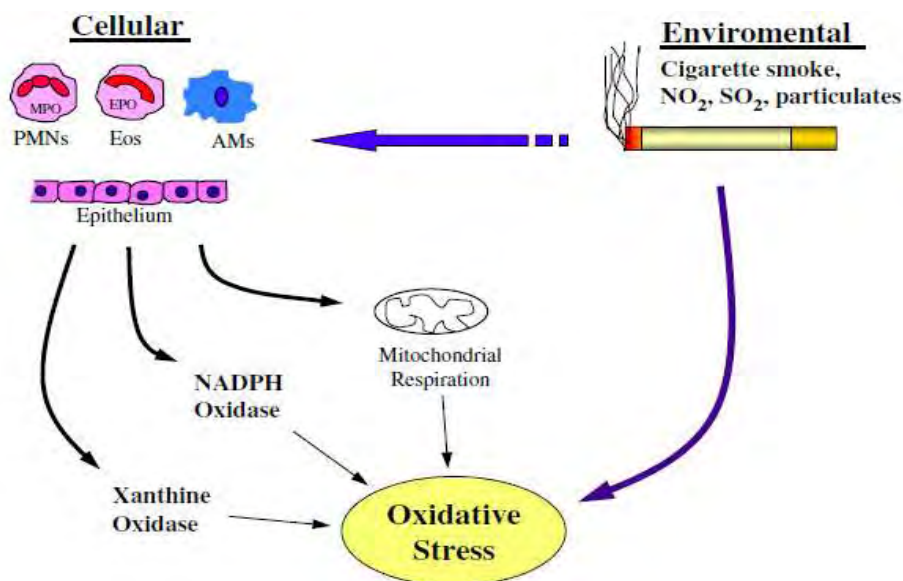 Cellular
MPO
EPO
PMNs
Eos
AMs
Epithelium
Enviromental
Cigarette smoke,
NO₂, SO₂, particulates
Mitochondrial
Respiration
NADPH
Oxidase
Xanthine
Oxidase
Oxidative
Stress